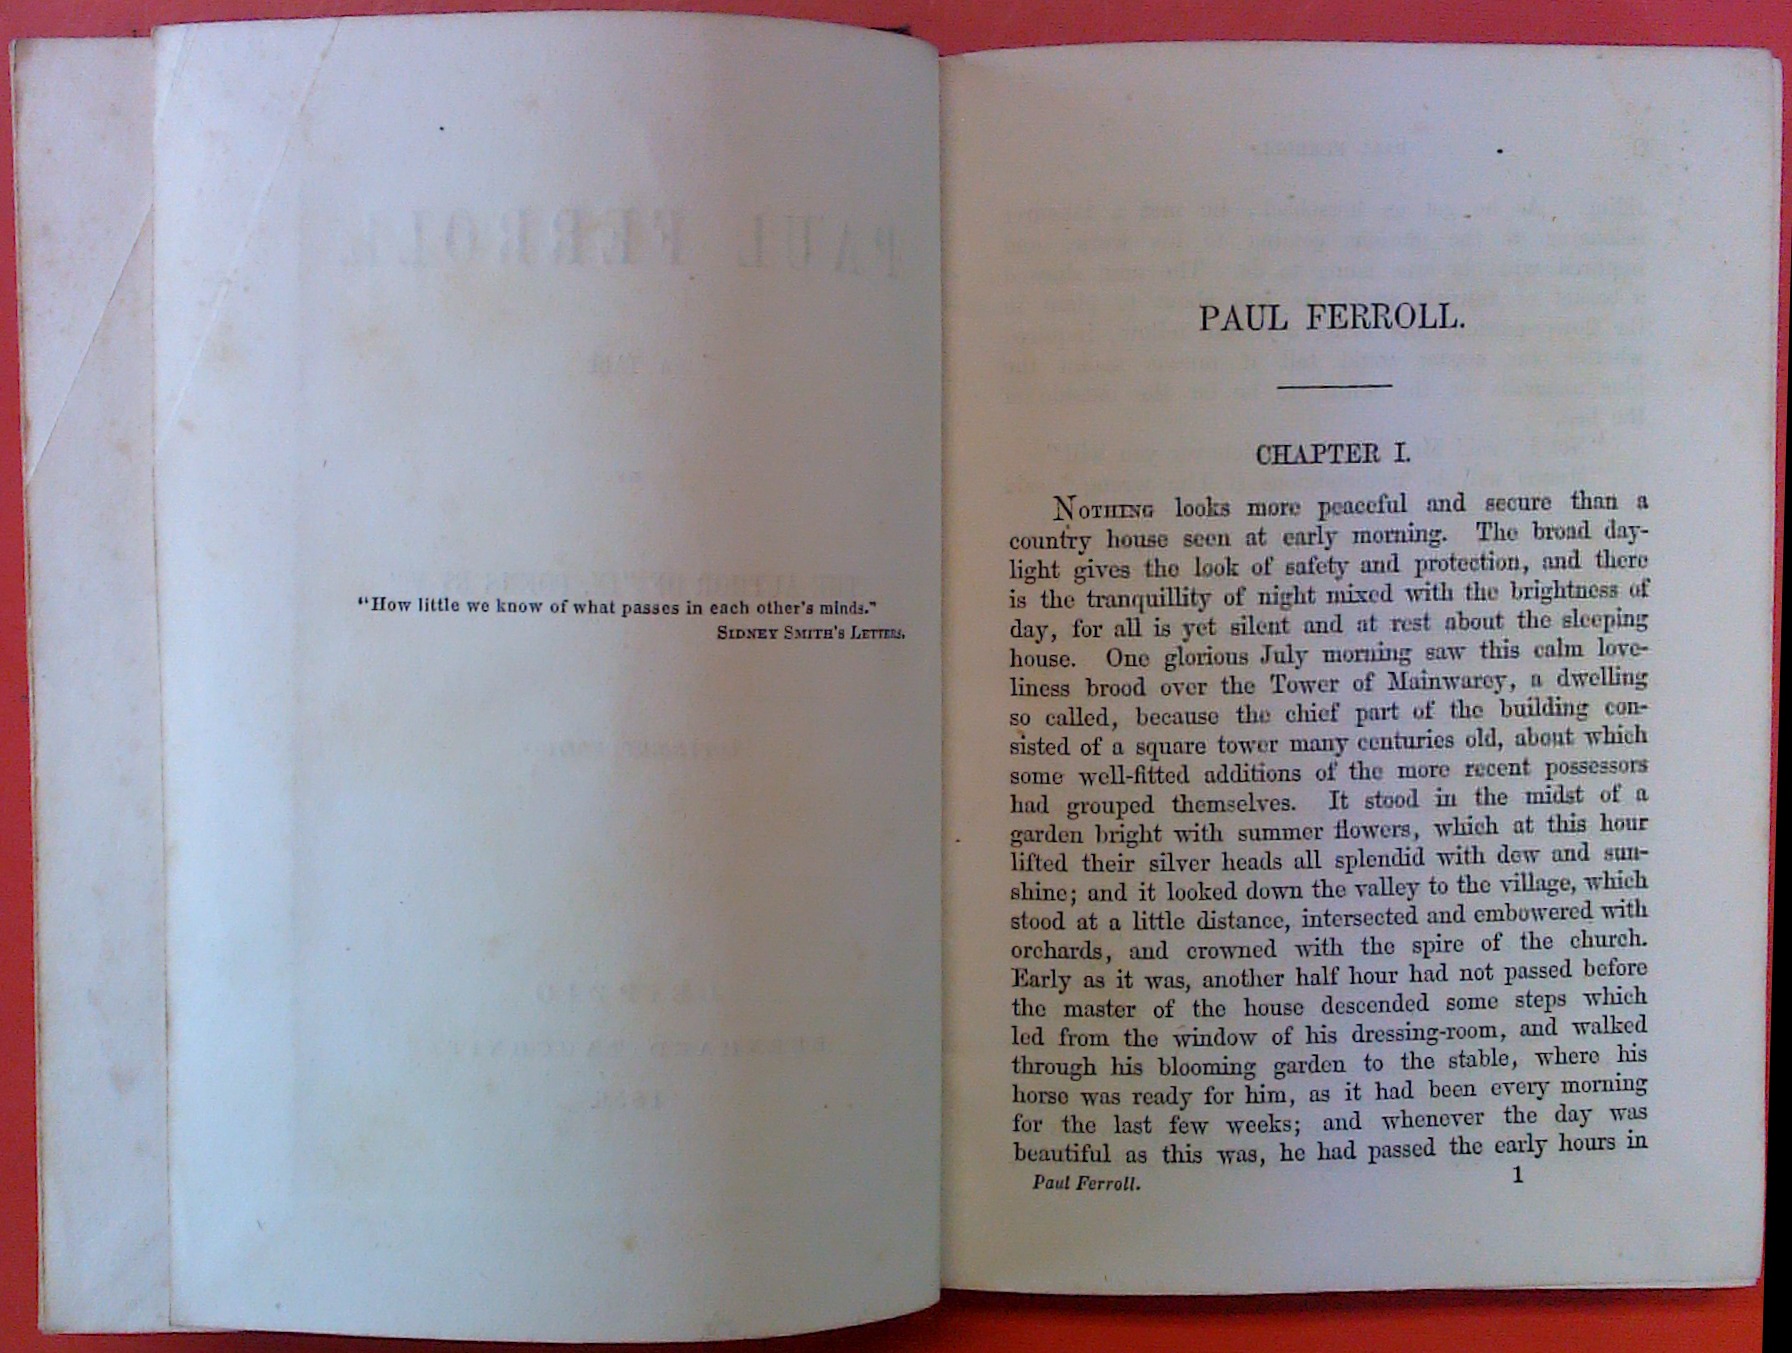 "How little we know of what passes in each other's minds."
SIDNEY SMITH'S LETTERS.
PAUL FERROLL.
CHAPTER I.
NOTHING looks more peaceful and secure than a
country house seen at early morning. The broad day-
light gives the look of safety and protection, and there
is the tranquillity of night mixed with the brightness of
day, for all is yet silent and at rest about the sleeping
house. One glorious July morning saw this calm love-
liness brood over the Tower of Mainwarey, a dwelling
so called, because the chief part of the building con-
sisted of a square tower many centuries old, about which
some well-fitted additions of the more recent possessors
had grouped themselves. It stood in the midst of a
garden bright with summer flowers, which at this hour
lifted their silver heads all splendid with dew and sun-
shine; and it looked down the valley to the village, which
stood at a little distance, intersected and embowered with
orchards, and crowned with the spire of the church.
Early as it was, another half hour had not passed before
the master of the house descended some steps which
led from the window of his dressing-room, and walked
through his blooming garden to the stable, where his
horse was ready for him, as it had been every morning
for the last few weeks; and whenever the day was
beautiful as this was, he had passed the early hours in
Paul Ferroll. 1